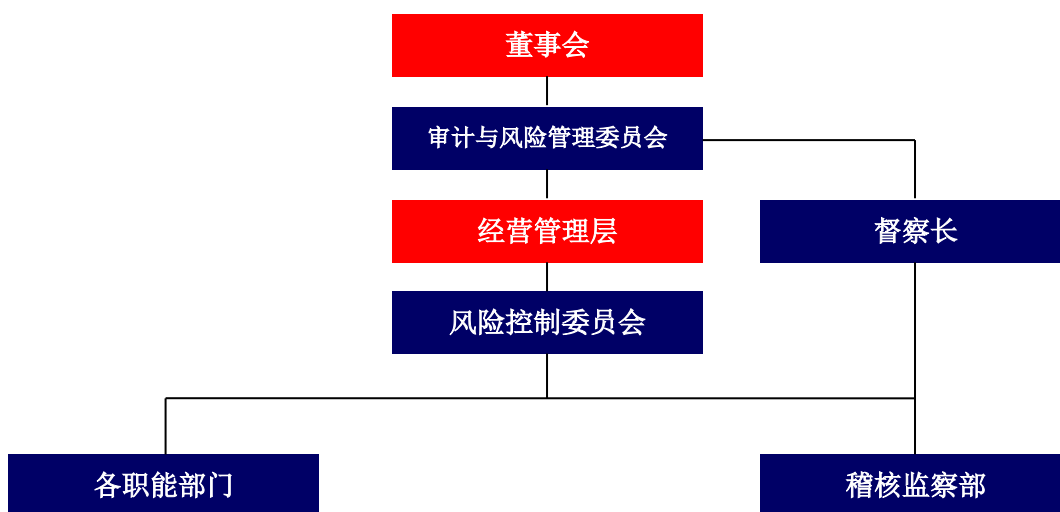 董事会
审计与风险管理委员会
经营管理层
督察长
风险控制委员会
各职能部门
稽核监察部